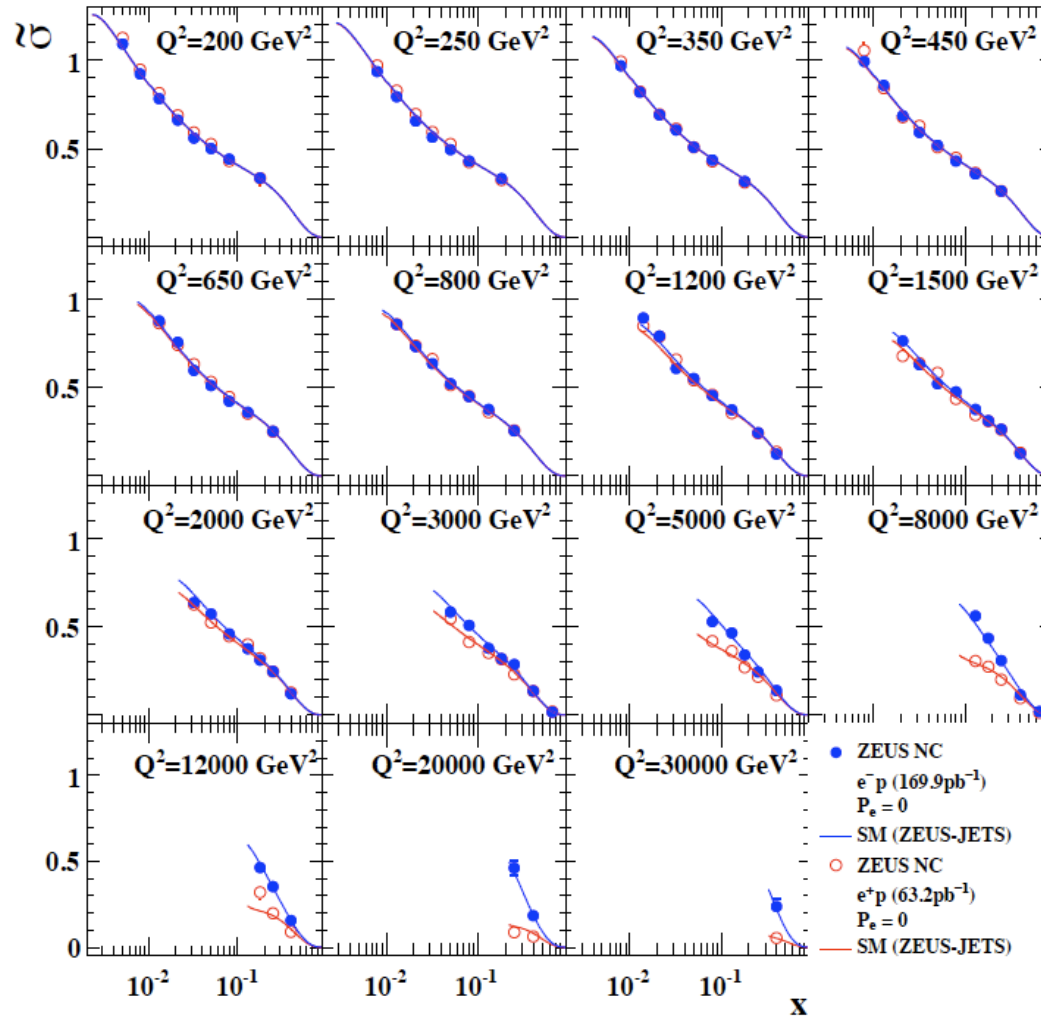 σ̃
Q²=200 GeV² Q²=250 GeV² Q²=350 GeV² Q²=450 GeV²
1
0.5
Q²=650 GeV² Q²=800 GeV² Q²=1200 GeV² Q²=1500 GeV²
1
0.5
0
Q²=2000 GeV² Q²=3000 GeV² Q²=5000 GeV² Q²=8000 GeV²
1
0.5
0
Q²=12000 GeV² Q²=20000 GeV² Q²=30000 GeV²
1
0.5
0
10⁻² 10⁻¹ 10⁻² 10⁻¹ 10⁻² 10⁻¹ x
ZEUS NC
e⁻p (169.9pb⁻¹)
Pₑ = 0
SM (ZEUS-JETS)
ZEUS NC
e⁺p (63.2pb⁻¹)
Pₑ = 0
SM (ZEUS-JETS)